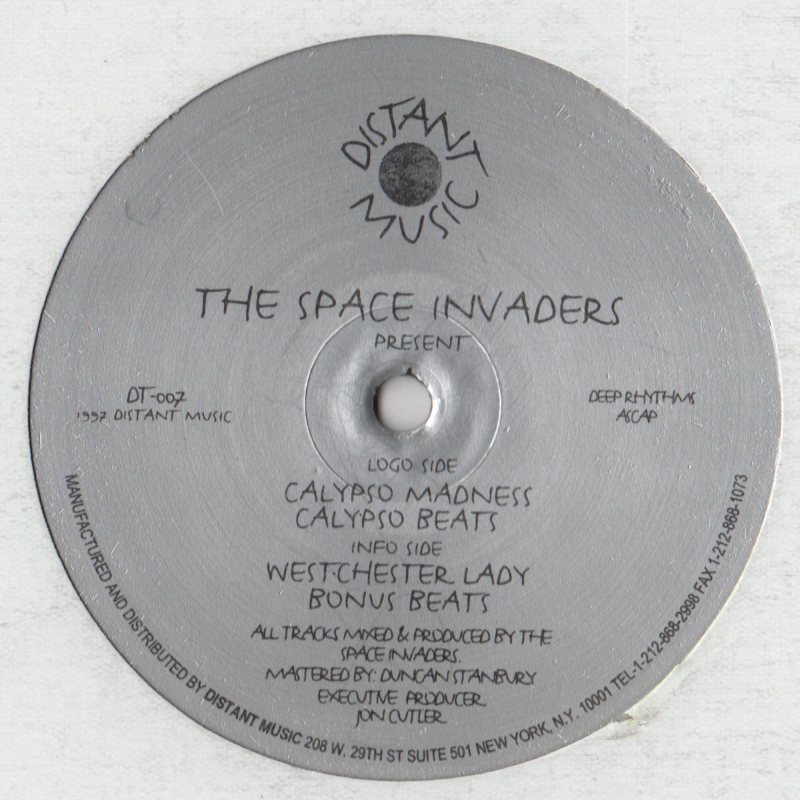 DISTANT
MUSIC
THE SPACE INVADERS
PRESENT
DT-007
1997 DISTANT MUSIC
DEEP RHYTHMS
ASCAP
LOGO SIDE
CALYPSO MADNESS
CALYPSO BEATS
INFO SIDE
WEST-CHESTER LADY
BONUS BEATS
ALL TRACKS MIXED & PRODUCED BY THE
SPACE INVADERS.
MASTERED BY: DUNCAN STANBURY
EXECUTIVE PRODUCER
JON CUTLER
MANUFACTURED AND DISTRIBUTED BY DISTANT MUSIC 208 W. 29TH ST SUITE 501 NEW YORK, N.Y. 10001 TEL-1-212-868-2998 FAX 1-212-868-1073